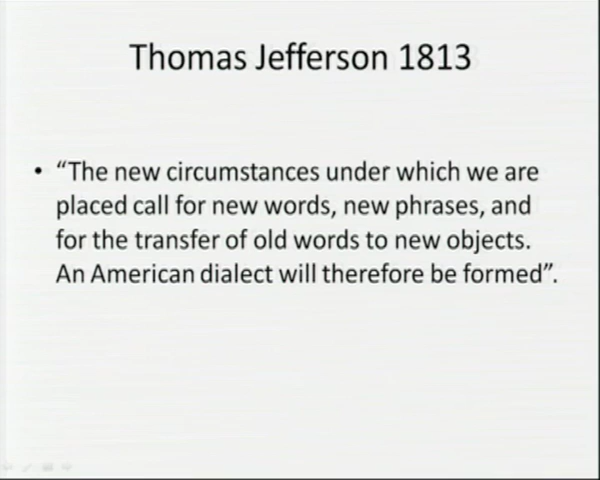 Thomas Jefferson 1813
• “The new circumstances under which we are
placed call for new words, new phrases, and
for the transfer of old words to new objects.
An American dialect will therefore be formed”.